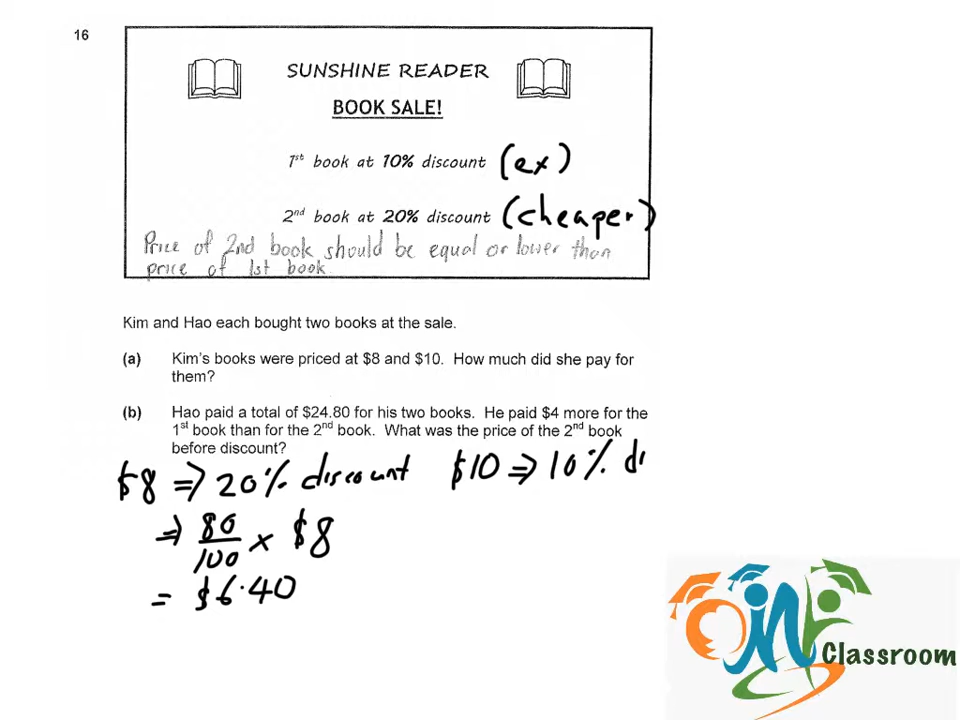 16
SUNSHINE READER
BOOK SALE!
1st book at 10% discount (ex)
2nd book at 20% discount (cheaper)
Price of 2nd book should be equal or lower than
price of 1st book
Kim and Hao each bought two books at the sale.
(a) Kim's books were priced at $8 and $10. How much did she pay for
them?
(b) Hao paid a total of $24.80 for his two books. He paid $4 more for the
1st book than for the 2nd book. What was the price of the 2nd book
before discount?
$8 ⇒ 20% discount $10 ⇒ 10% di
⇒ 80/100 × $8
= $6.40
ONE
Classroom